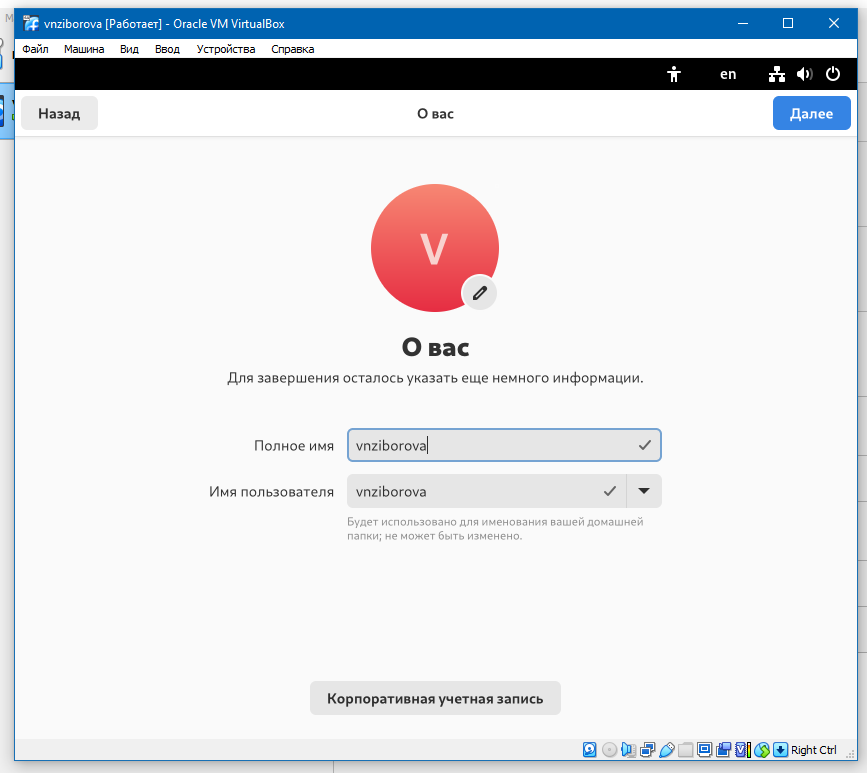 vnziborova [Работает] - Oracle VM VirtualBox
Файл Машина Вид Ввод Устройства Справка
en
Назад О вас Далее
V
О вас
Для завершения осталось указать еще немного информации.
Полное имя vnziborova
Имя пользователя vnziborova
Будет использовано для именования вашей домашней
папки; не может быть изменено.
Корпоративная учетная запись
Right Ctrl